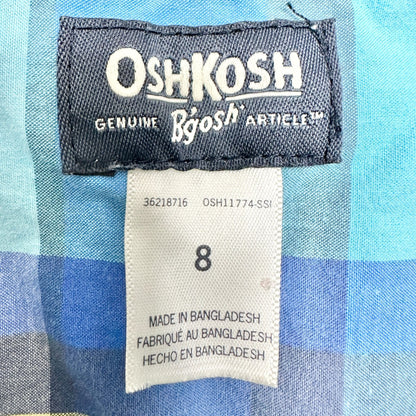 OSHKOSH
GENUINE B'gosh ARTICLE™
36218716 OSH11774-SSI
8
MADE IN BANGLADESH
FABRIQUÉ AU BANGLADESH
HECHO EN BANGLADESH